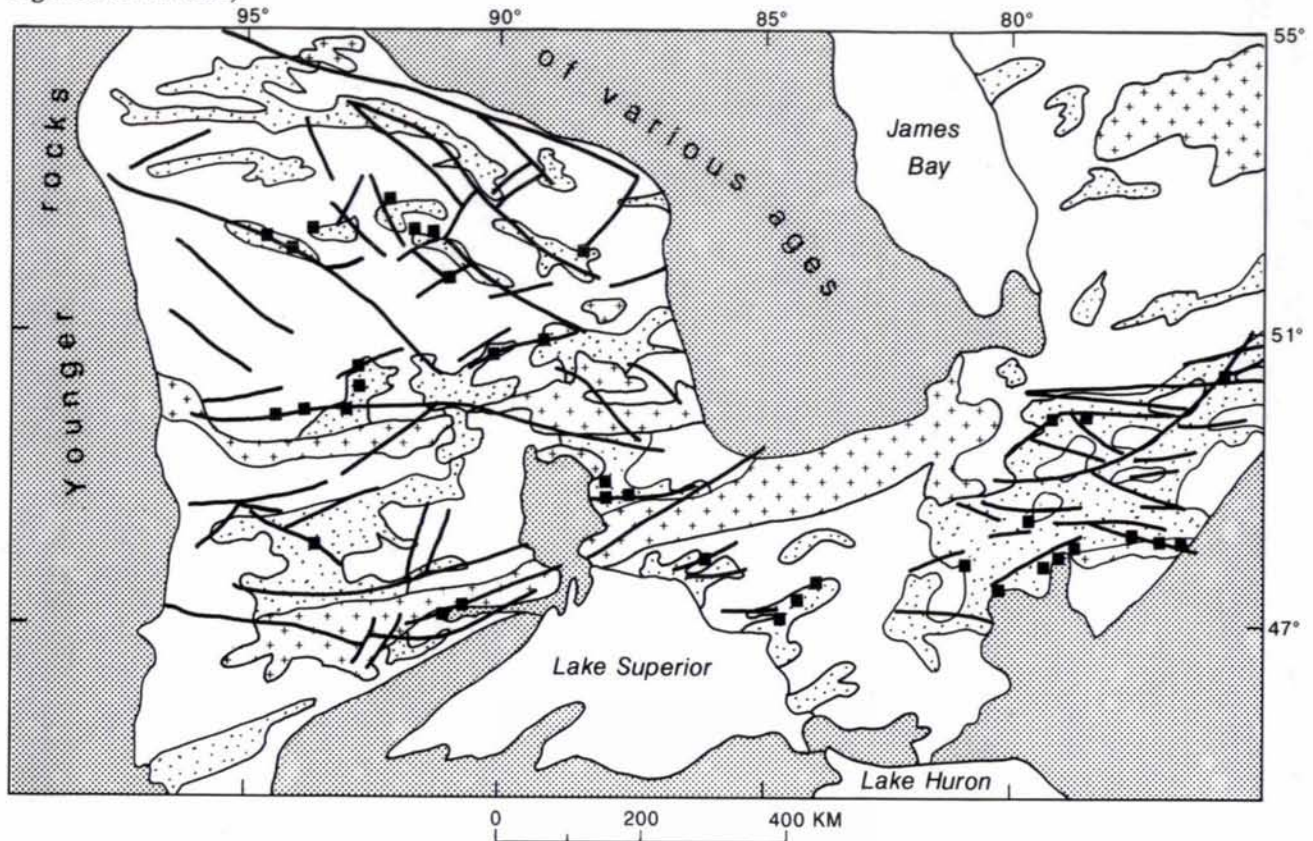 95° 90° 85° 80°
55°
51°
47°
Younger rocks
of various ages
James
Bay
Lake Superior
Lake Huron
0 200 400 KM